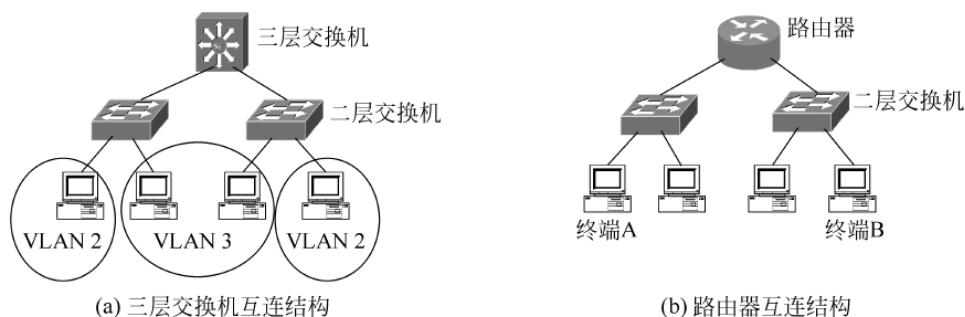 三层交换机
Si
二层交换机
VLAN 2
VLAN 3
VLAN 2
(a) 三层交换机互连结构
路由器
二层交换机
终端A
终端B
(b) 路由器互连结构